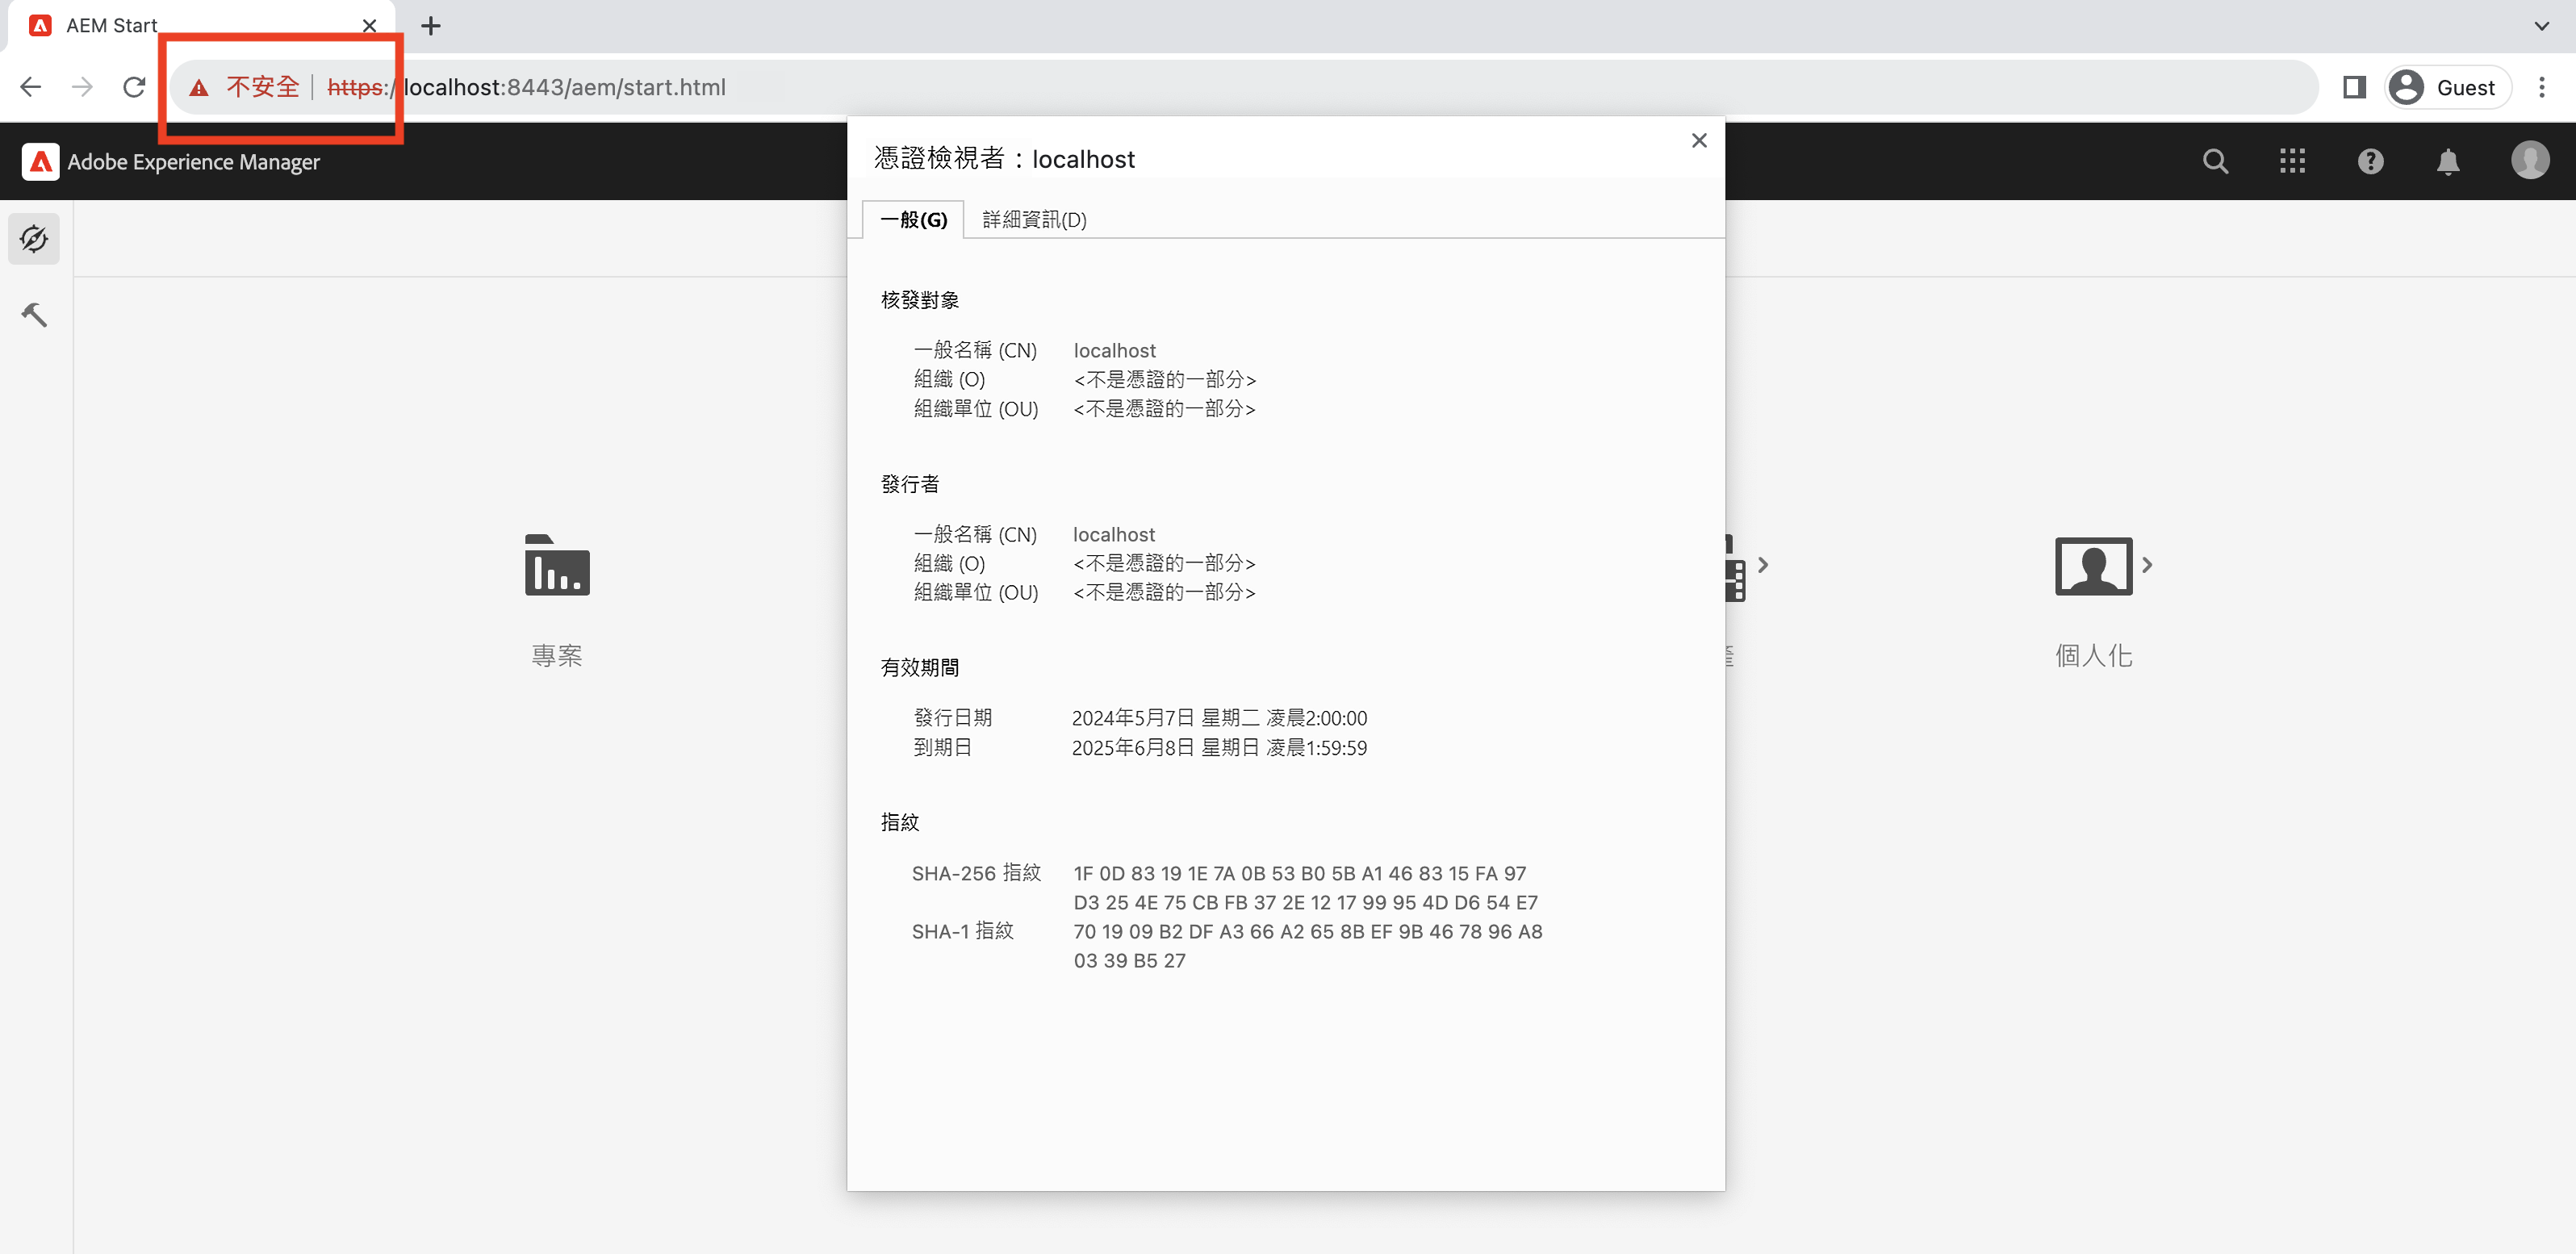 AEM Start
不安全 | https:/localhost:8443/aem/start.html
Guest
Adobe Experience Manager
憑證檢視者：localhost
一般(G) 詳細資訊(D)
核發對象
一般名稱 (CN) localhost
組織 (O) <不是憑證的一部分>
組織單位 (OU) <不是憑證的一部分>
發行者
一般名稱 (CN) localhost
組織 (O) <不是憑證的一部分>
組織單位 (OU) <不是憑證的一部分>
有效期間
發行日期 2024年5月7日 星期二 凌晨2:00:00
到期日 2025年6月8日 星期日 凌晨1:59:59
指紋
SHA-256 指紋 1F 0D 83 19 1E 7A 0B 53 B0 5B A1 46 83 15 FA 97
D3 25 4E 75 CB FB 37 2E 12 17 99 95 4D D6 54 E7
SHA-1 指紋 70 19 09 B2 DF A3 66 A2 65 8B EF 9B 46 78 96 A8
03 39 B5 27
專案
個人化